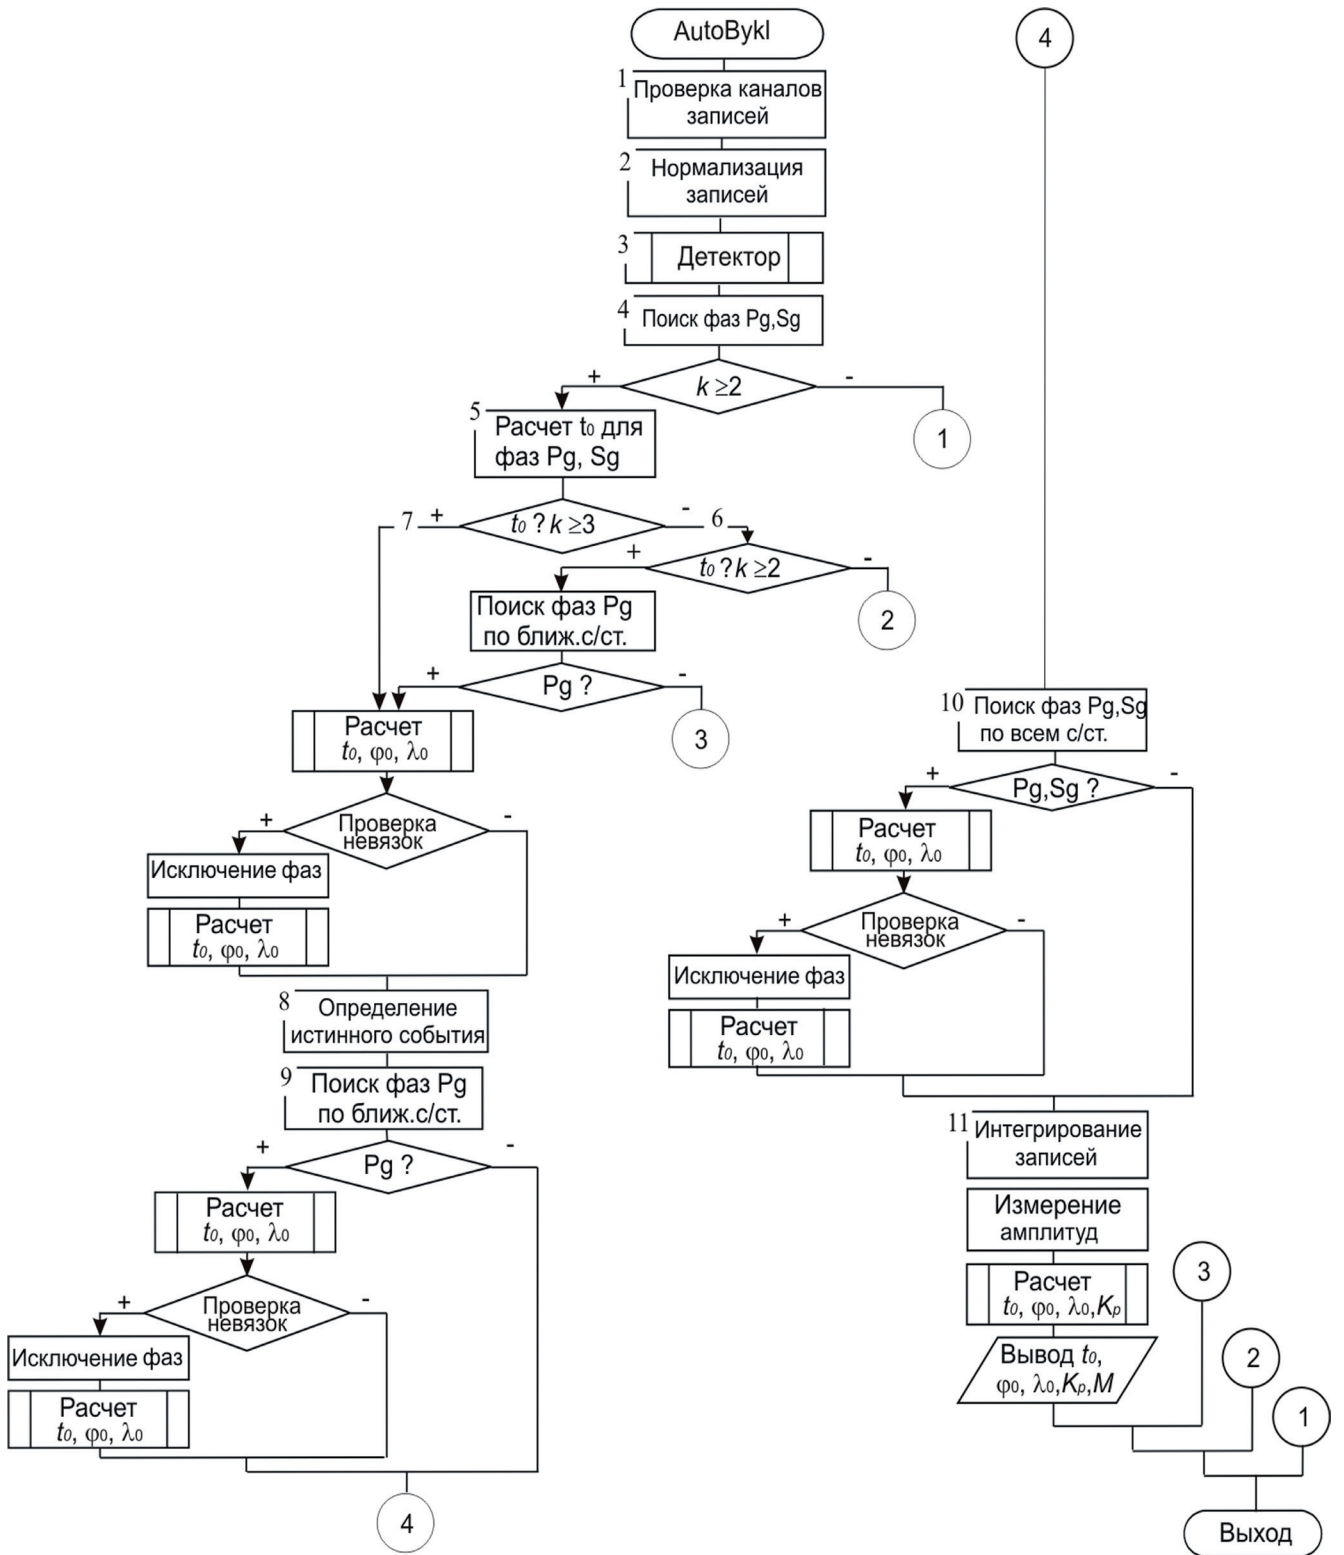 AutoBykl
1
Проверка каналов
записей
2
Нормализация
записей
3
Детектор
4
Поиск фаз Pg,Sg
k ≥2
+
-
1
5
Расчет t₀ для
фаз Pg, Sg
7
+
t₀ ? k ≥3
-
6
+
t₀ ? k ≥2
-
2
Поиск фаз Pg
по ближ.с/ст.
+
Pg ?
-
3
Расчет
t₀, φ₀, λ₀
+
Проверка
невязок
-
Исключение фаз
Расчет
t₀, φ₀, λ₀
8
Определение
истинного события
9
Поиск фаз Pg
по ближ.с/ст.
+
Pg ?
-
Расчет
t₀, φ₀, λ₀
+
Проверка
невязок
-
Исключение фаз
Расчет
t₀, φ₀, λ₀
4
4
10
Поиск фаз Pg,Sg
по всем с/ст.
+
Pg,Sg ?
-
Расчет
t₀, φ₀, λ₀
+
Проверка
невязок
-
Исключение фаз
Расчет
t₀, φ₀, λ₀
11
Интегрирование
записей
Измерение
амплитуд
Расчет
t₀, φ₀, λ₀,Kₚ
Вывод t₀,
φ₀, λ₀,Kₚ,M
3
2
1
Выход